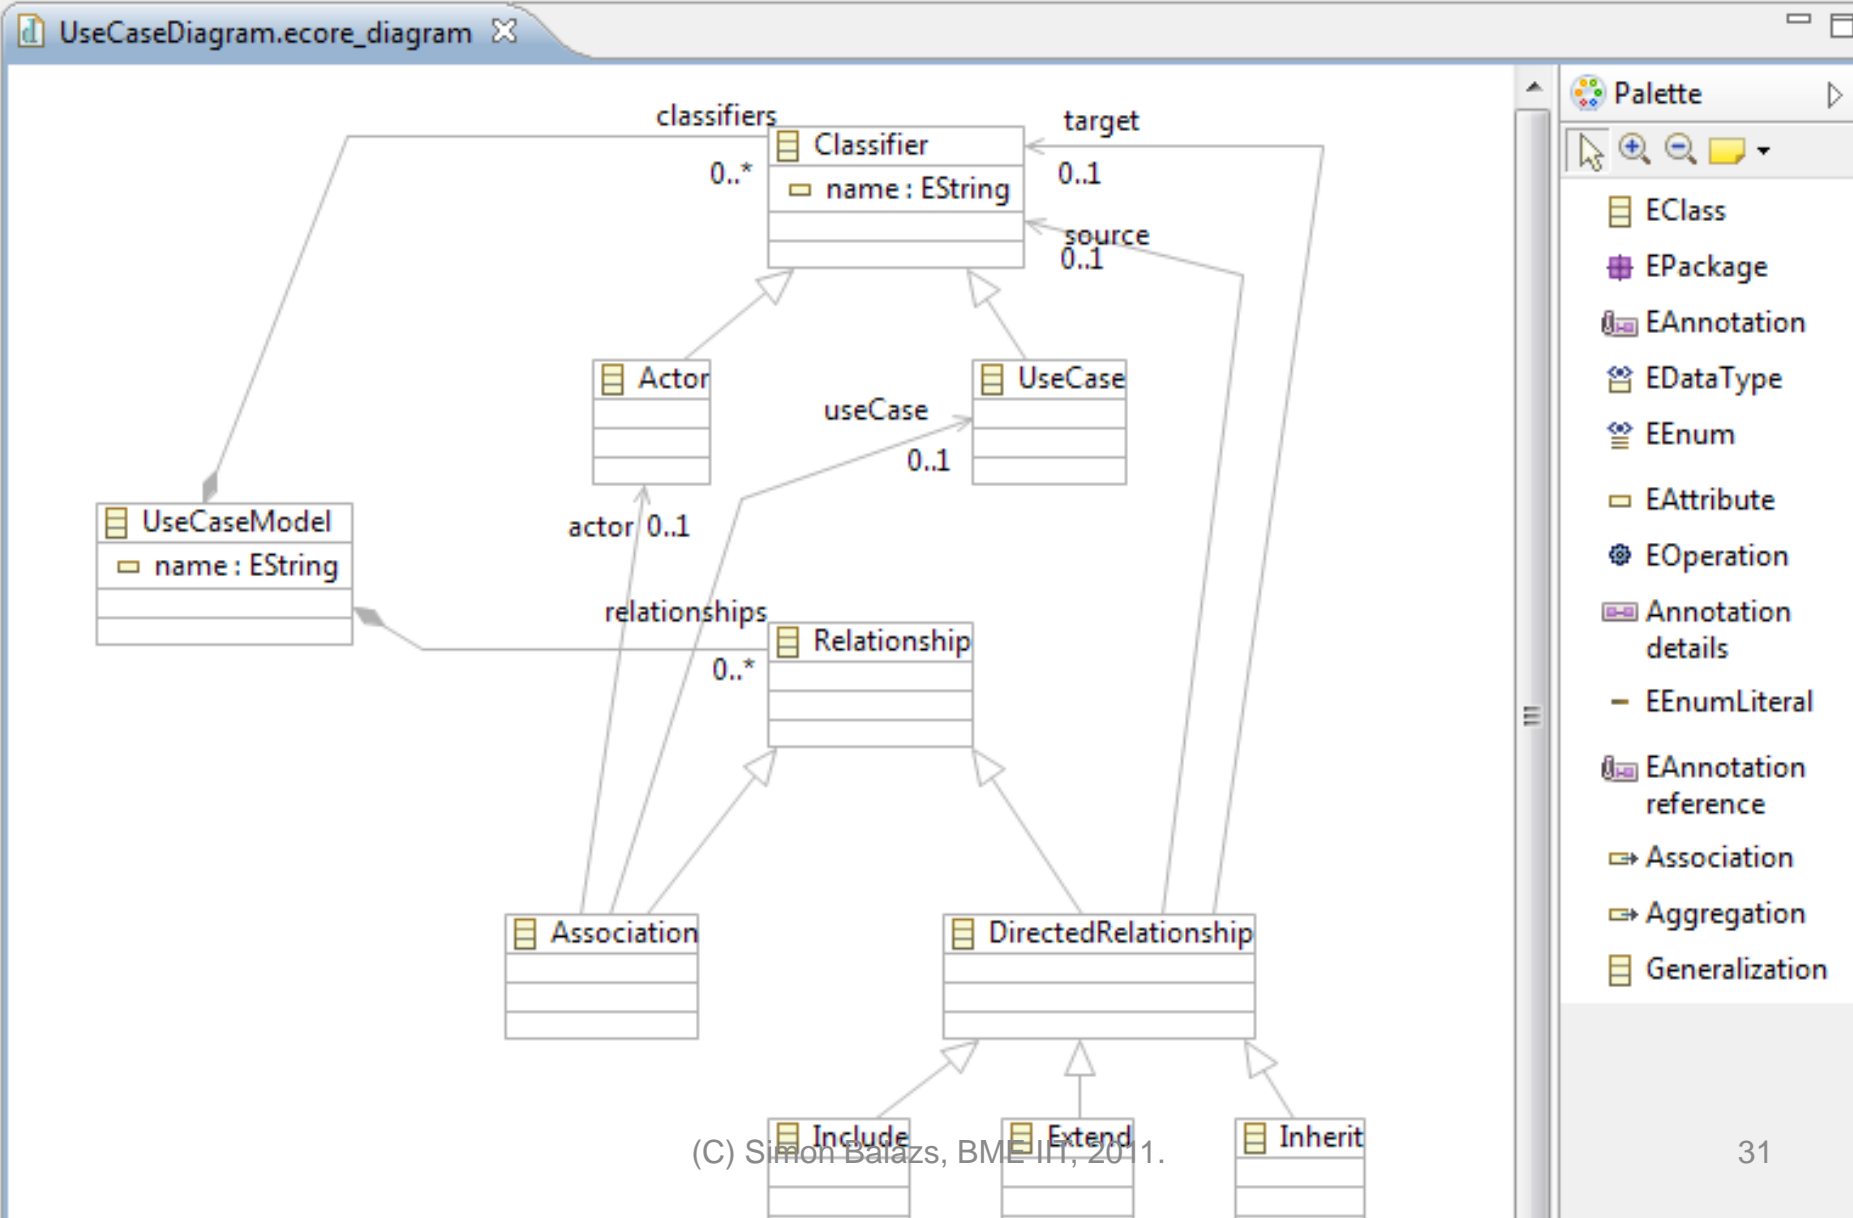 UseCaseDiagram.ecore_diagram
classifiers
Classifier
0..*
name : EString
target
0..1
source
0..1
Actor
UseCase
useCase
0..1
actor 0..1
UseCaseModel
name : EString
relationships
Relationship
0..*
Association
DirectedRelationship
Include
Extend
Inherit
Palette
EClass
EPackage
EAnnotation
EDataType
EEnum
EAttribute
EOperation
Annotation
details
EEnumLiteral
EAnnotation
reference
Association
Aggregation
Generalization
(C) Simon Balázs, BME IIT, 2011.
31